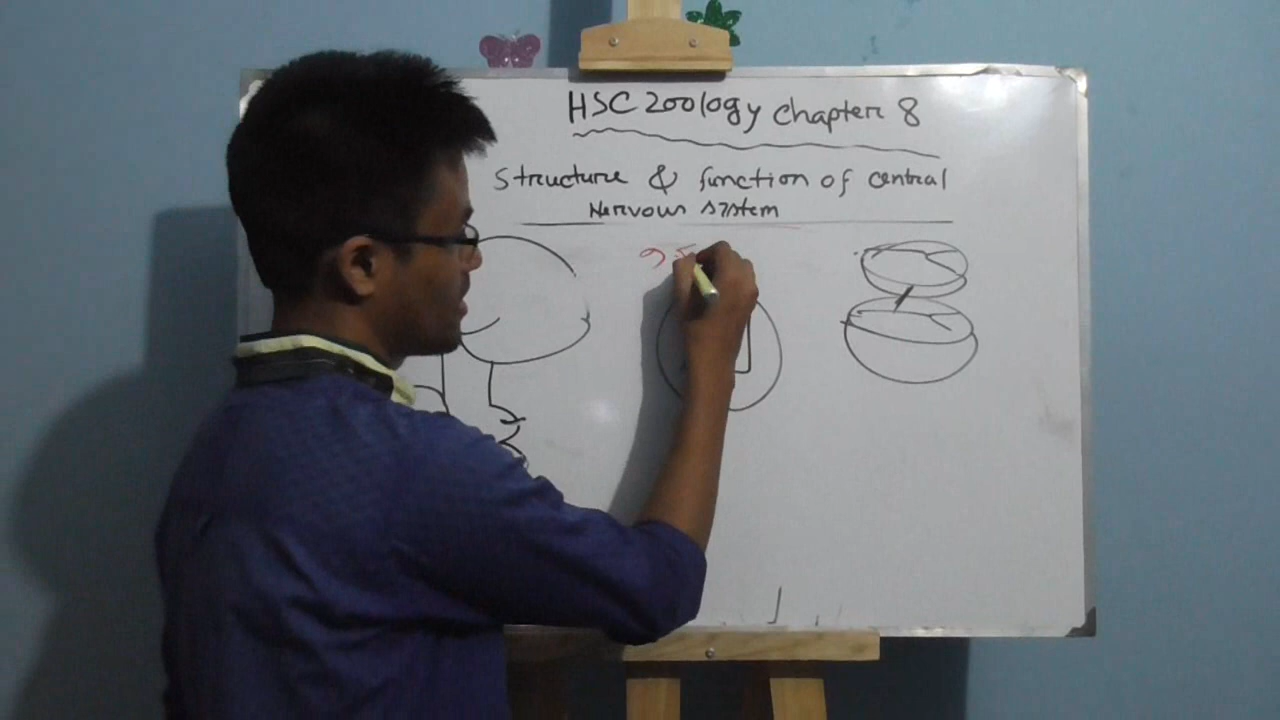 HSC Zoology Chapter 8
Structure & function of central
Nervous system